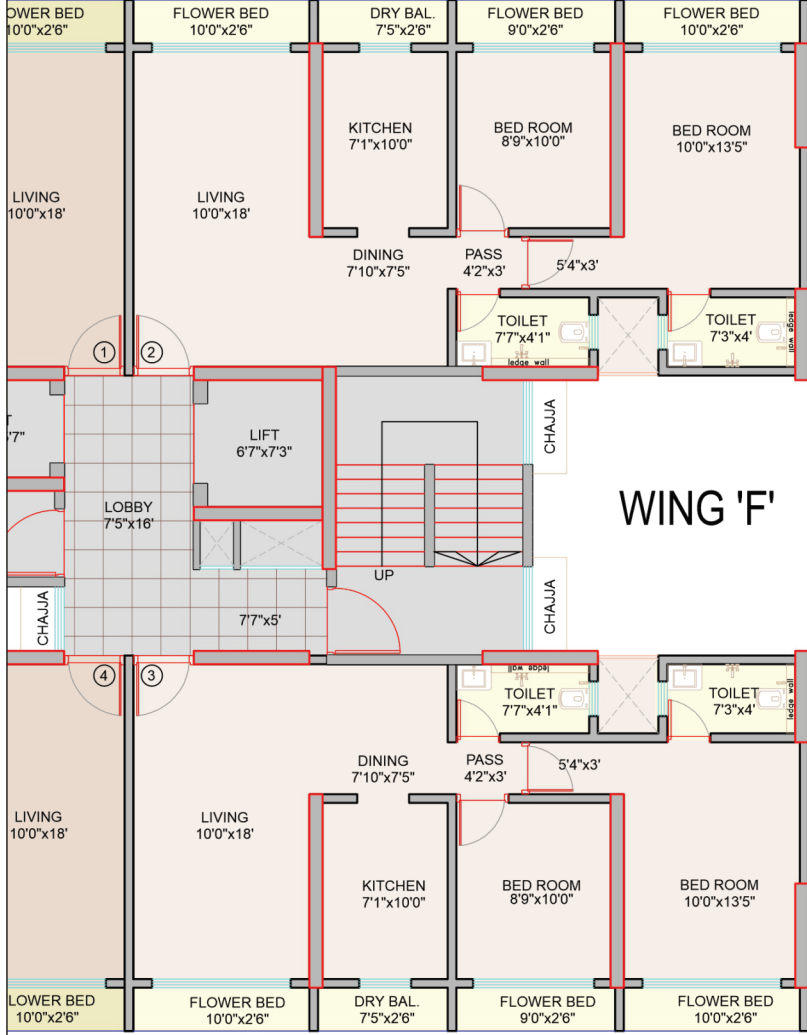 OWER BED
10'0"x2'6"
FLOWER BED
10'0"x2'6"
DRY BAL.
7'5"x2'6"
FLOWER BED
9'0"x2'6"
FLOWER BED
10'0"x2'6"
KITCHEN
7'1"x10'0"
BED ROOM
8'9"x10'0"
BED ROOM
10'0"x13'5"
LIVING
10'0"x18'
LIVING
10'0"x18'
DINING
7'10"x7'5"
PASS
4'2"x3'
5'4"x3'
TOILET
7'7"x4'1"
ledge wall
TOILET
7'3"x4'
ledge wall
1
2
T
'7"
LIFT
6'7"x7'3"
CHAJJA
LOBBY
7'5"x16'
WING 'F'
UP
CHAJJA
CHAJJA
7'7"x5'
4
3
ledge wall
TOILET
7'7"x4'1"
TOILET
7'3"x4'
ledge wall
DINING
7'10"x7'5"
PASS
4'2"x3'
5'4"x3'
LIVING
10'0"x18'
LIVING
10'0"x18'
KITCHEN
7'1"x10'0"
BED ROOM
8'9"x10'0"
BED ROOM
10'0"x13'5"
LOWER BED
10'0"x2'6"
FLOWER BED
10'0"x2'6"
DRY BAL.
7'5"x2'6"
FLOWER BED
9'0"x2'6"
FLOWER BED
10'0"x2'6"